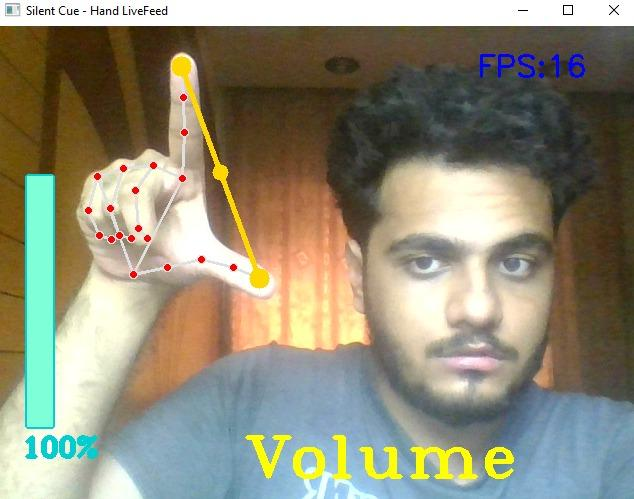 Silent Cue - Hand LiveFeed
FPS:16
100%
Volume